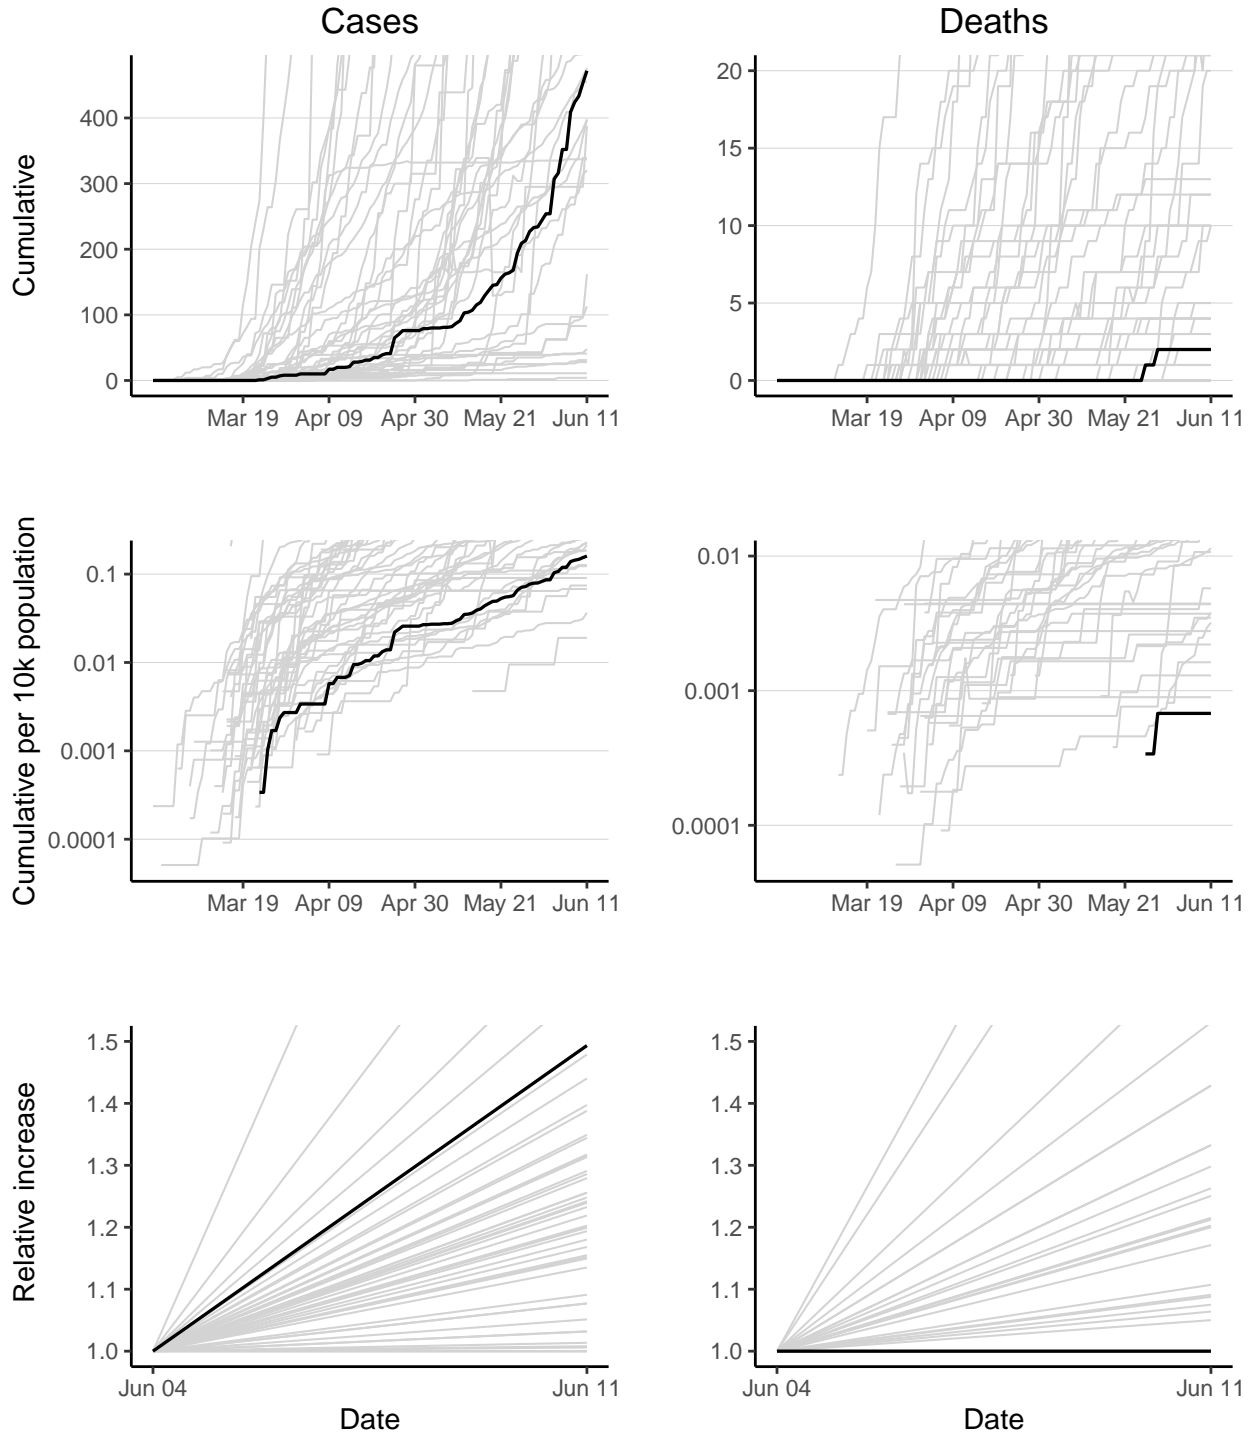 Cases
Deaths
Cumulative
400
300
200
100
0
Mar 19 Apr 09 Apr 30 May 21 Jun 11
20
15
10
5
0
Mar 19 Apr 09 Apr 30 May 21 Jun 11
Cumulative per 10k population
0.1
0.01
0.001
0.0001
Mar 19 Apr 09 Apr 30 May 21 Jun 11
0.01
0.001
0.0001
Mar 19 Apr 09 Apr 30 May 21 Jun 11
Relative increase
1.5
1.4
1.3
1.2
1.1
1.0
Jun 04 Jun 11
Date
1.5
1.4
1.3
1.2
1.1
1.0
Jun 04 Jun 11
Date